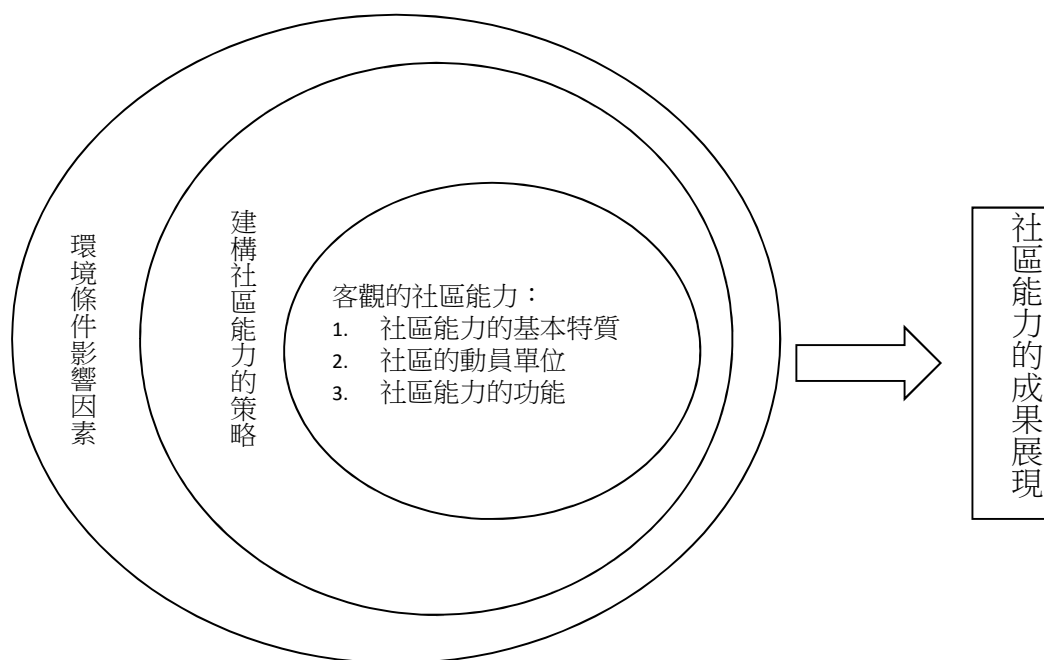 環境條件影響因素
建構社區能力的策略
客觀的社區能力：
1. 社區能力的基本特質
2. 社區的動員單位
3. 社區能力的功能
社區能力的成果展現